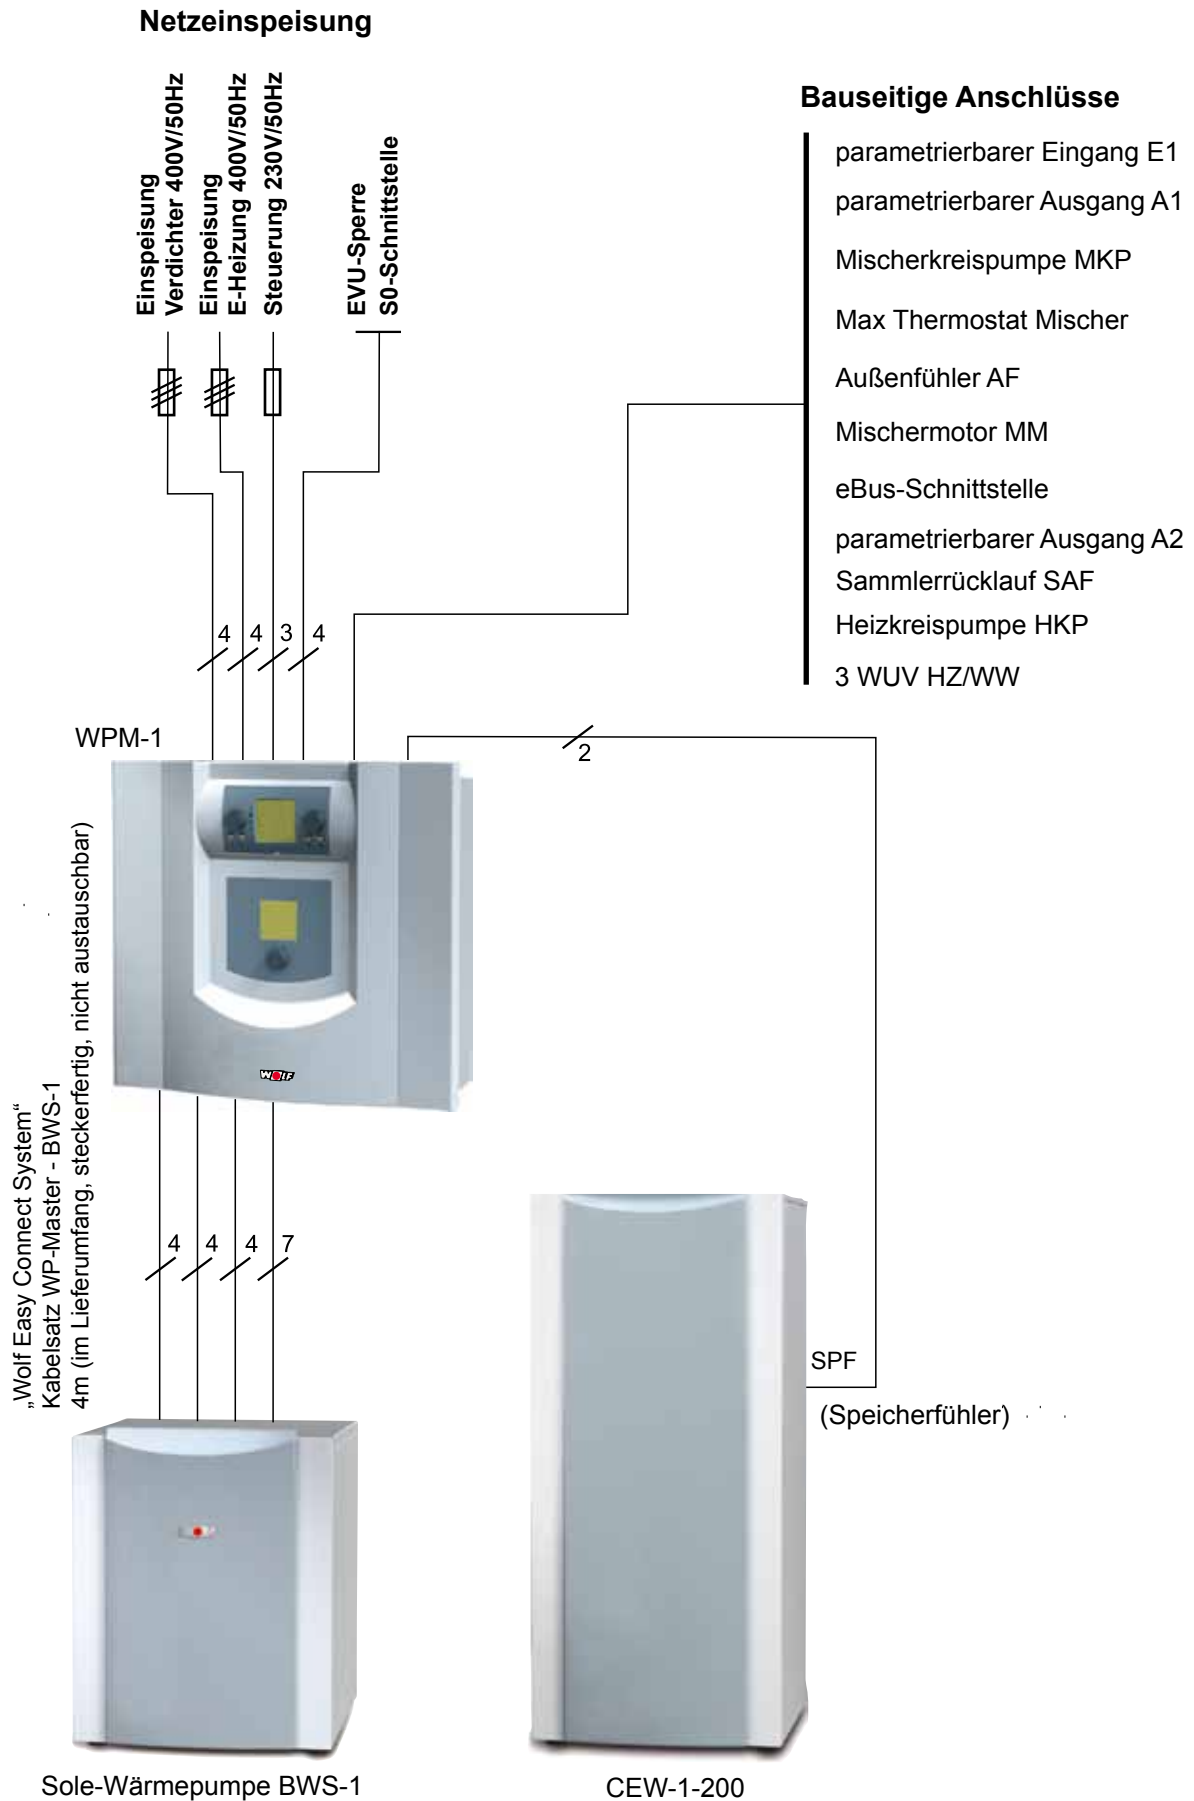 Netzeinspeisung
Einspeisung
Verdichter 400V/50Hz
Einspeisung
E-Heizung 400V/50Hz
Steuerung 230V/50Hz
EVU-Sperre
S0-Schnittstelle
Bauseitige Anschlüsse
parametrierbarer Eingang E1
parametrierbarer Ausgang A1
Mischerkreispumpe MKP
Max Thermostat Mischer
Außenfühler AF
Mischermotor MM
eBus-Schnittstelle
parametrierbarer Ausgang A2
Sammlerrücklauf SAF
Heizkreispumpe HKP
3 WUV HZ/WW
4 4 3 4
WPM-1
2
WOLF
„Wolf Easy Connect System“
Kabelsatz WP-Master - BWS-1
4m (im Lieferumfang, steckerfertig, nicht austauschbar)
4 4 4 7
SPF
(Speicherfühler)
Sole-Wärmepumpe BWS-1
CEW-1-200